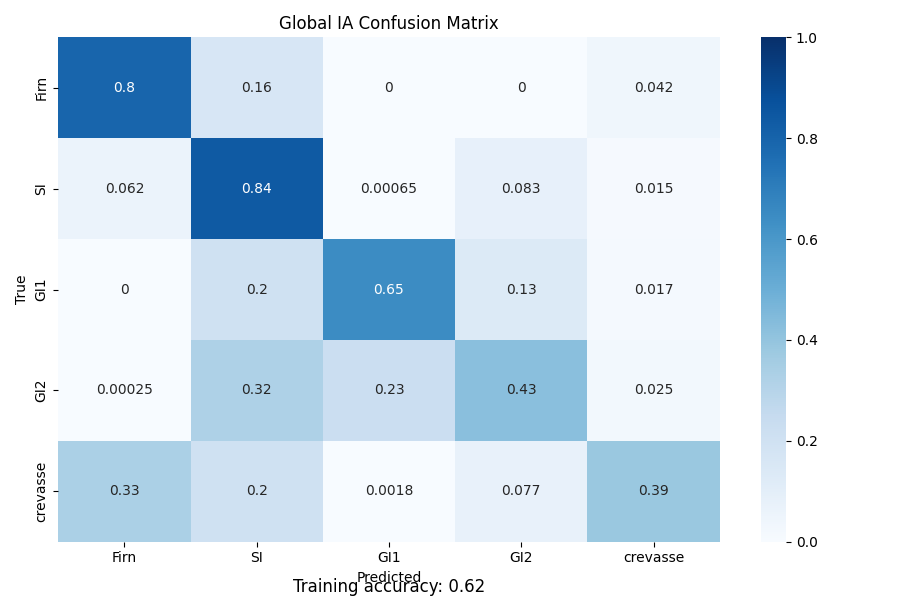 Global IA Confusion Matrix
Firn 0.8 0.16 0 0 0.042
SI 0.062 0.84 0.00065 0.083 0.015
GI1 0 0.2 0.65 0.13 0.017
GI2 0.00025 0.32 0.23 0.43 0.025
crevasse 0.33 0.2 0.0018 0.077 0.39
True
Firn SI GI1 GI2 crevasse
Predicted
Training accuracy: 0.62
1.0
0.8
0.6
0.4
0.2
0.0